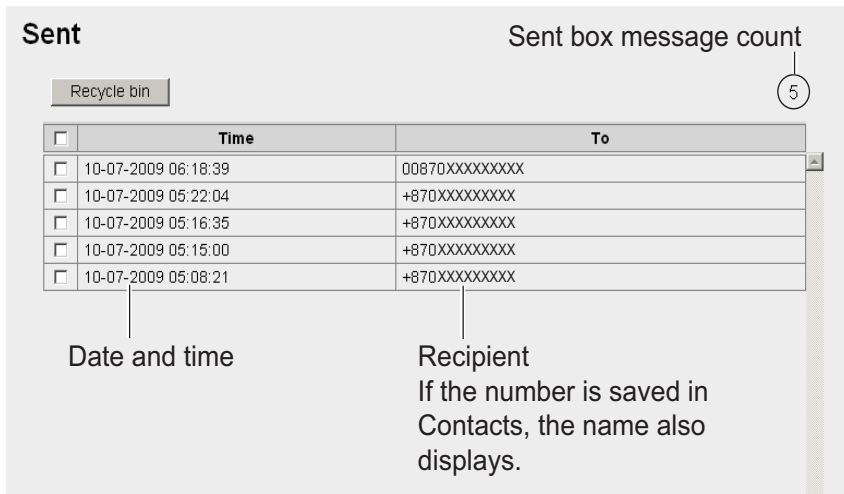 Sent
Sent box message count
Recycle bin
5
Time To
10-07-2009 06:18:39 00870XXXXXXXXX
10-07-2009 05:22:04 +870XXXXXXXXX
10-07-2009 05:16:35 +870XXXXXXXXX
10-07-2009 05:15:00 +870XXXXXXXXX
10-07-2009 05:08:21 +870XXXXXXXXX
Date and time
Recipient
If the number is saved in
Contacts, the name also
displays.